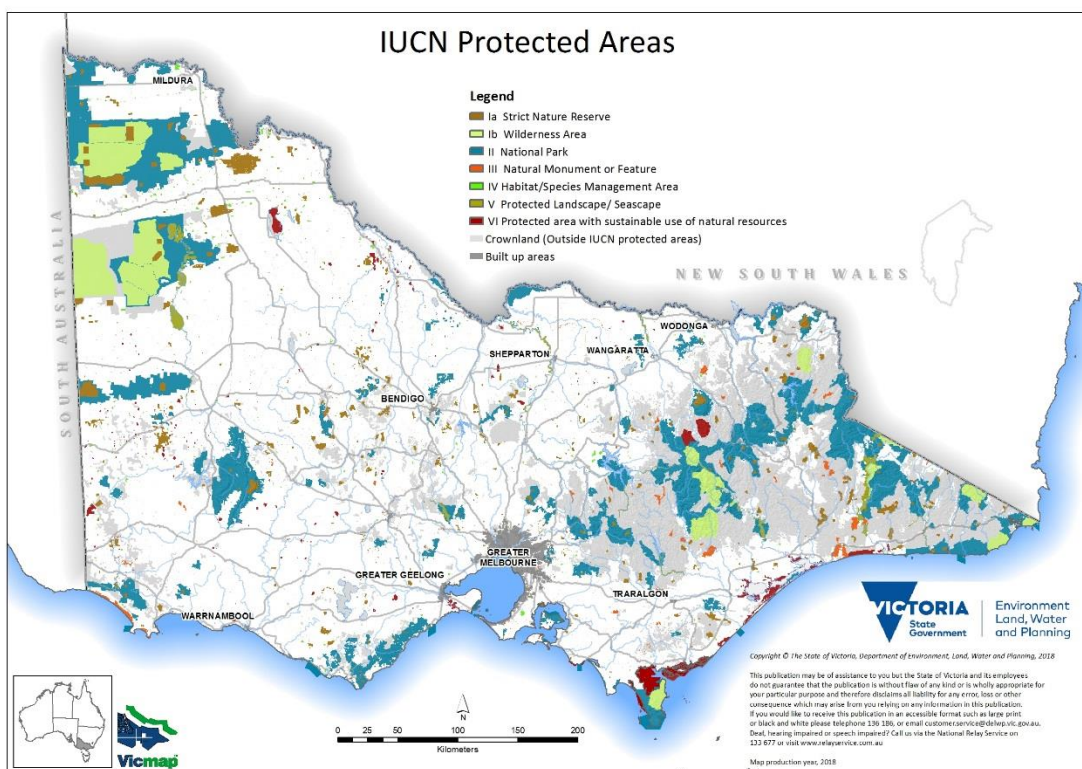 IUCN Protected Areas
MILDURA
Legend
Ia Strict Nature Reserve
Ib Wilderness Area
II National Park
III Natural Monument or Feature
IV Habitat/Species Management Area
V Protected Landscape/ Seascape
VI Protected area with sustainable use of natural resources
Crownland (Outside IUCN protected areas)
Built up areas
SOUTH AUSTRALIA
NEW SOUTH WALES
WODONGA
SHEPPARTON
WANGARATTA
BENDIGO
GREATER
MELBOURNE
GREATER GEELONG
TRARALGON
WARRNAMBOOL
VICTORIA
State
Government
Environment
Land, Water
and Planning
Copyright © The State of Victoria, Department of Environment, Land, Water and Planning, 2018
This publication may be of assistance to you but the State of Victoria and its employees
do not guarantee that the publication is without flaw of any kind or is wholly appropriate for
your particular purpose and therefore disclaims all liability for any error, loss or other
consequence which may arise from you relying on any information in this publication.
If you would like to receive this publication in an accessible format such as large print
or black and white please telephone 136 186, or email customer.service@delwp.vic.gov.au.
Deaf, hearing impaired or speech impaired? Call us via the National Relay Service on
133 677 or visit www.relayservice.com.au
Map production year, 2018
N
0 50 100 150 200
Kilometers
Vicmap